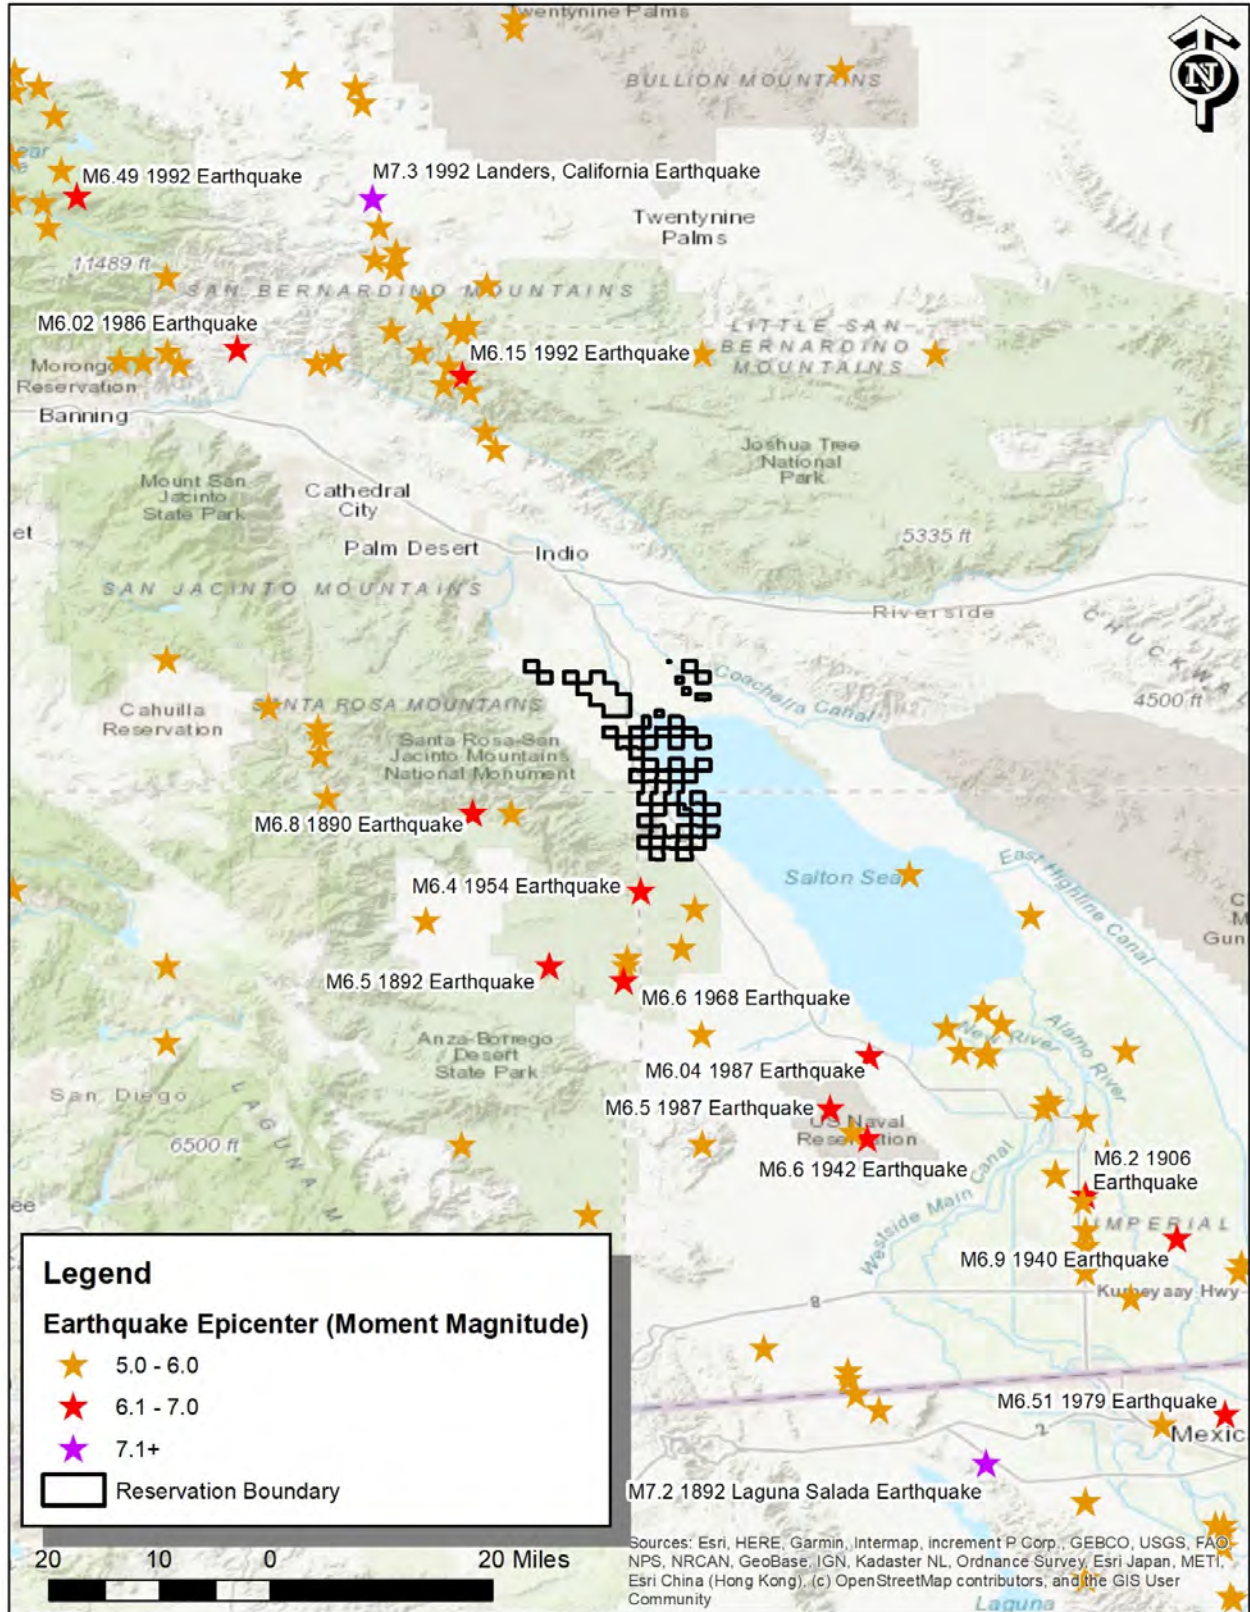 Twentynine Palms
N
BULLION MOUNTAINS
M6.49 1992 Earthquake
M7.3 1992 Landers, California Earthquake
Twentynine
Palms
11489 ft
SAN BERNARDINO MOUNTAINS
M6.02 1986 Earthquake
LITTLE SAN
BERNARDINO
MOUNTAINS
M6.15 1992 Earthquake
Morongo
Reservation
Banning
Joshua Tree
National
Park
Mount San
Jacinto
State Park
Cathedral
City
et
5335 ft
Palm Desert
Indio
SAN JACINTO MOUNTAINS
Riverside
CHUCKWAL
Coachella Canal
4500 ft
Cahuilla
Reservation
SANTA ROSA MOUNTAINS
Santa Rosa-San
Jacinto Mountains
National Monument
M6.8 1890 Earthquake
Salton Sea
East Highline Canal
M6.4 1954 Earthquake
C
M
Gun
M6.5 1892 Earthquake
M6.6 1968 Earthquake
Anza-Borrego
Desert
State Park
New River
Alamo River
M6.04 1987 Earthquake
San Diego
M6.5 1987 Earthquake
US Naval
Reservation
6500 ft
LAGUNA MO
M6.6 1942 Earthquake
Westside Main Canal
M6.2 1906
Earthquake
ee
IMPERIAL
M6.9 1940 Earthquake
Kumeyaay Hwy
8
Legend
Earthquake Epicenter (Moment Magnitude)
5.0 - 6.0
6.1 - 7.0
7.1+
Reservation Boundary
M6.51 1979 Earthquake
2
Mexic
M7.2 1892 Laguna Salada Earthquake
20 10 0 20 Miles
Sources: Esri, HERE, Garmin, Intermap, increment P Corp., GEBCO, USGS, FAO,
NPS, NRCAN, GeoBase, IGN, Kadaster NL, Ordnance Survey, Esri Japan, METI,
Esri China (Hong Kong), (c) OpenStreetMap contributors, and the GIS User
Community
Laguna